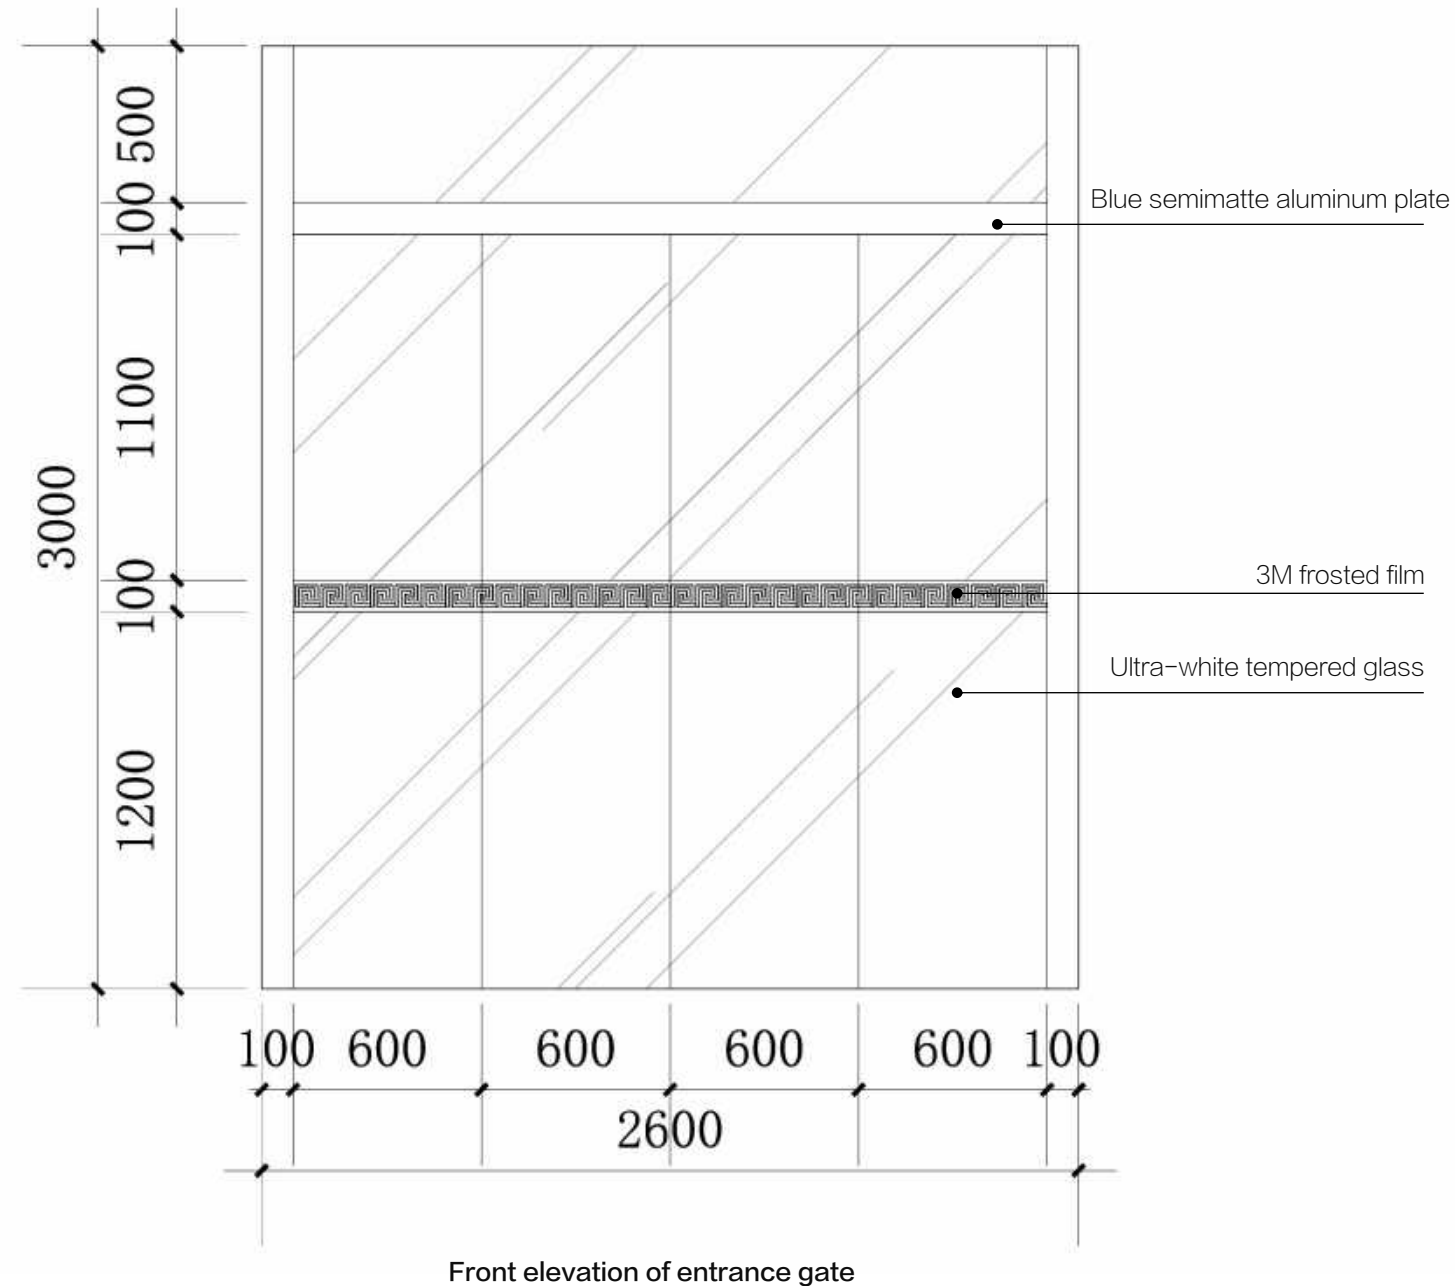 500
100
Blue semimatte aluminum plate
1100
3000
100
3M frosted film
Ultra-white tempered glass
1200
100 600 600 600 600 100
2600
Front elevation of entrance gate